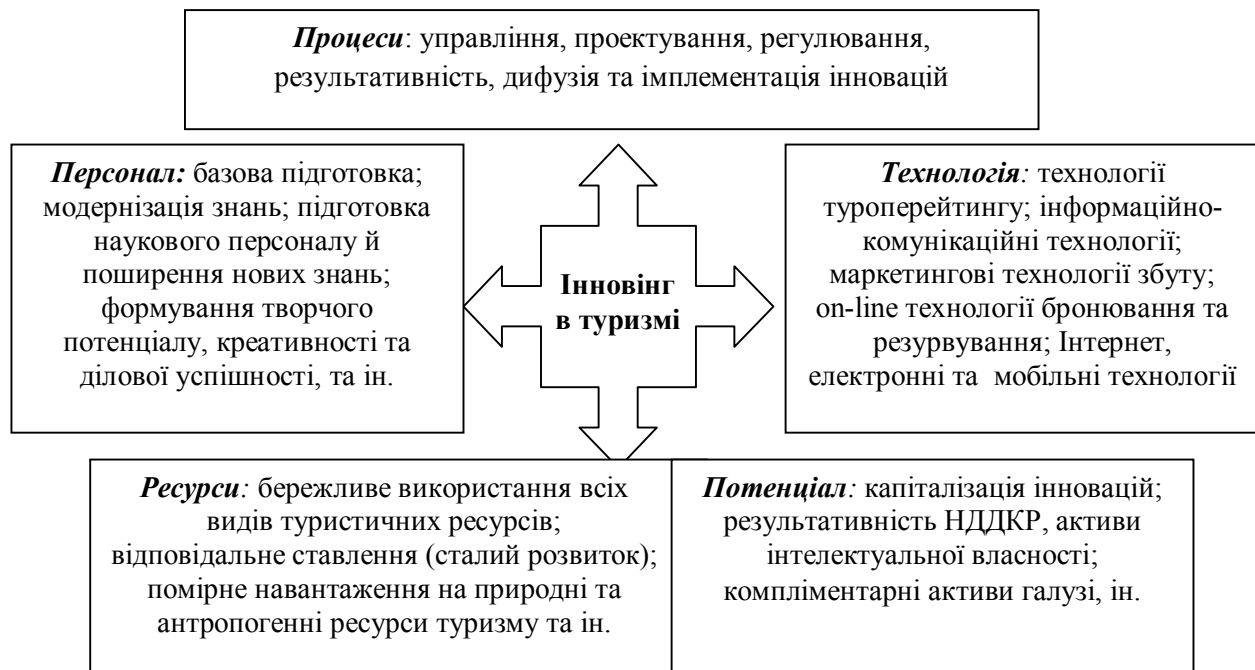 Процеси: управління, проектування, регулювання,
результативність, дифузія та імплементація інновацій
Персонал: базова підготовка;
модернізація знань; підготовка
наукового персоналу й
поширення нових знань;
формування творчого
потенціалу, креативності та
ділової успішності, та ін.
Інновінг
в туризмі
Технологія: технології
туроперейтингу; інформаційно-
комунікаційні технології;
маркетингові технології збуту;
on-line технології бронювання та
резурвування; Інтернет,
електронні та мобільні технології
Ресурси: бережливе використання всіх
видів туристичних ресурсів;
відповідальне ставлення (сталий розвиток);
помірне навантаження на природні та
антропогенні ресурси туризму та ін.
Потенціал: капіталізація інновацій;
результативність НДДКР, активи
інтелектуальної власності;
компліментарні активи галузі, ін.